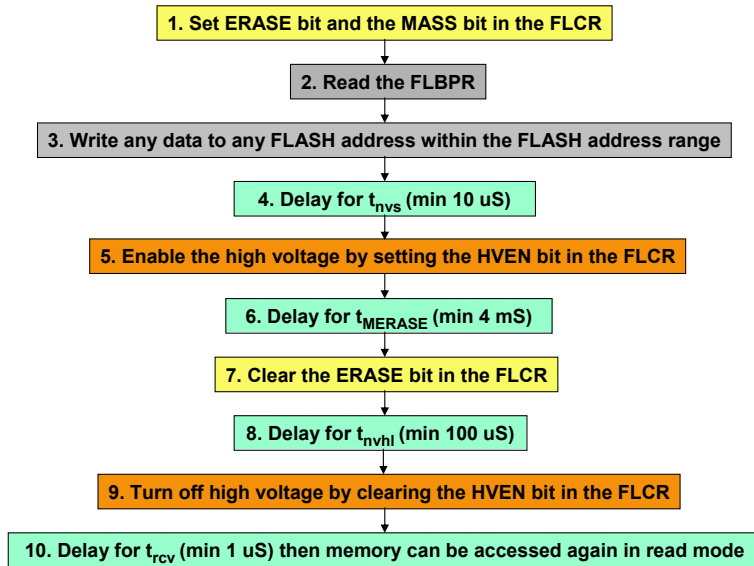 1. Set ERASE bit and the MASS bit in the FLCR
2. Read the FLBPR
3. Write any data to any FLASH address within the FLASH address range
4. Delay for tnvs (min 10 uS)
5. Enable the high voltage by setting the HVEN bit in the FLCR
6. Delay for tMERASE (min 4 mS)
7. Clear the ERASE bit in the FLCR
8. Delay for tnvhl (min 100 uS)
9. Turn off high voltage by clearing the HVEN bit in the FLCR
10. Delay for trcv (min 1 uS) then memory can be accessed again in read mode